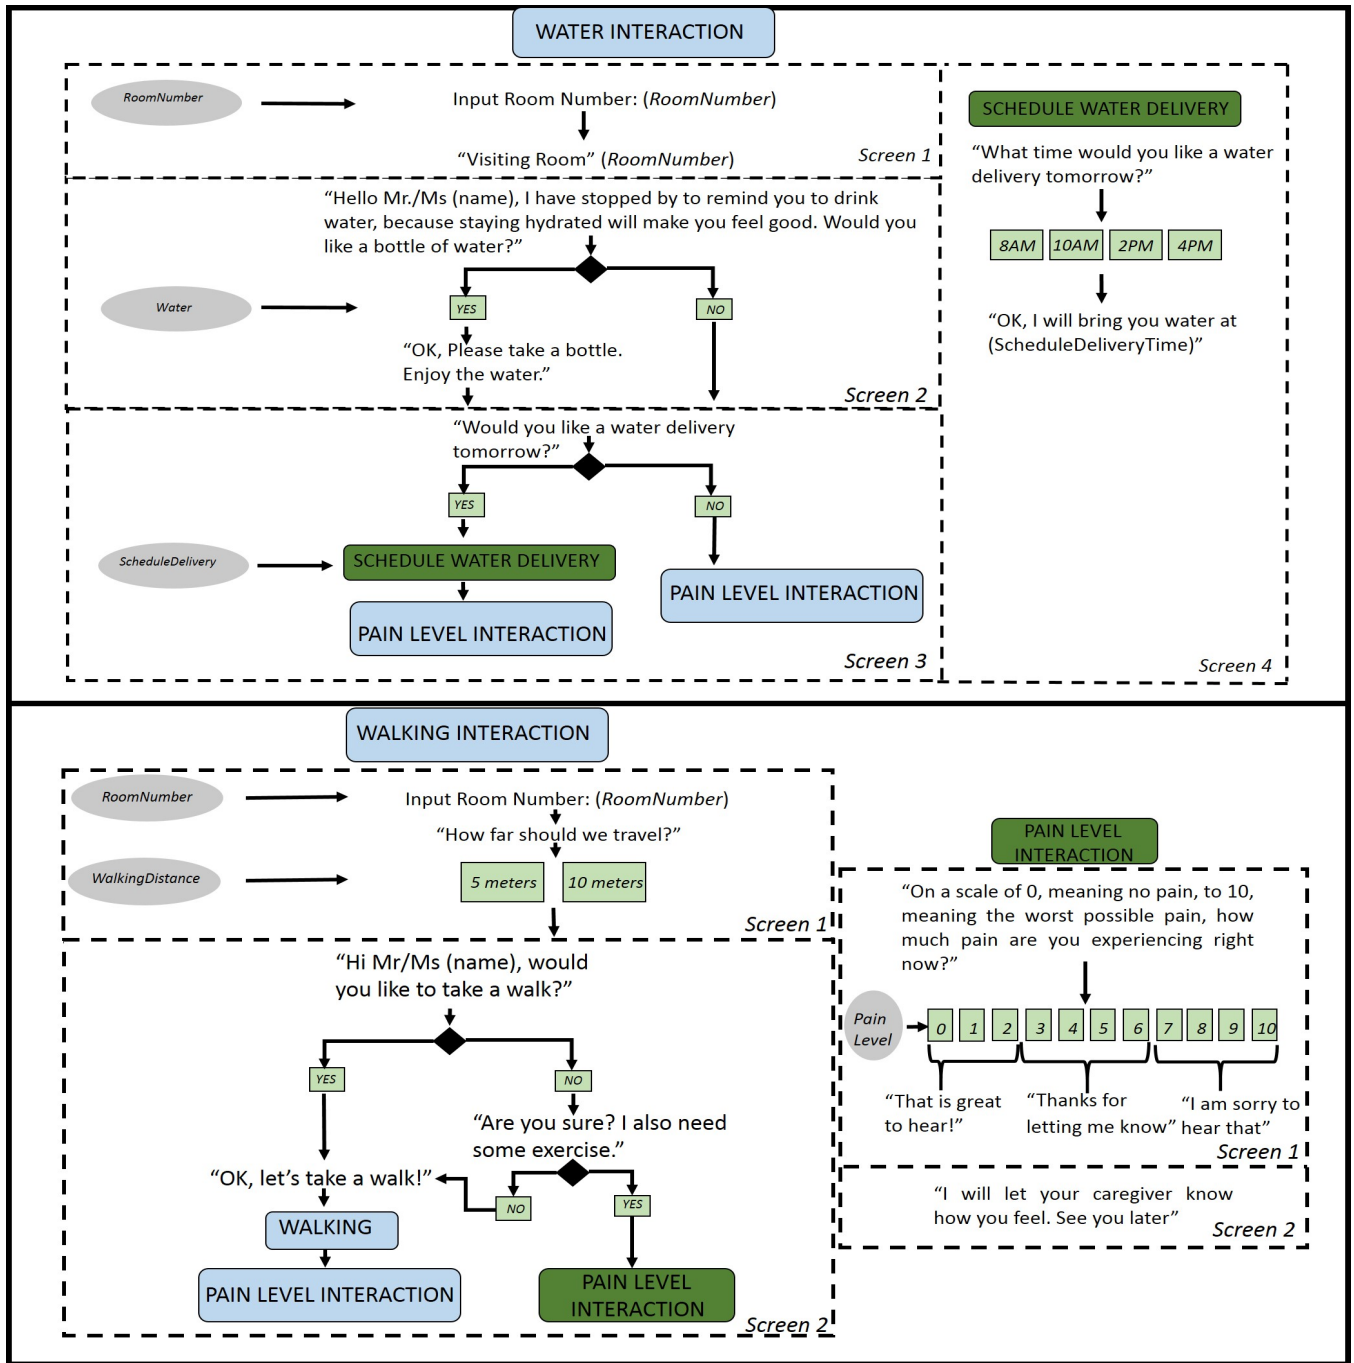 WATER INTERACTION
RoomNumber
Input Room Number: (RoomNumber)
“Visiting Room” (RoomNumber)
Screen 1
“Hello Mr./Ms (name), I have stopped by to remind you to drink
water, because staying hydrated will make you feel good. Would you
like a bottle of water?”
Water
YES
NO
“OK, Please take a bottle.
Enjoy the water.”
Screen 2
“Would you like a water delivery
tomorrow?”
YES
NO
ScheduleDelivery
SCHEDULE WATER DELIVERY
PAIN LEVEL INTERACTION
PAIN LEVEL INTERACTION
Screen 3
SCHEDULE WATER DELIVERY
“What time would you like a water
delivery tomorrow?”
8AM 10AM 2PM 4PM
“OK, I will bring you water at
(ScheduleDeliveryTime)”
Screen 4
WALKING INTERACTION
RoomNumber
Input Room Number: (RoomNumber)
“How far should we travel?”
WalkingDistance
5 meters 10 meters
Screen 1
“Hi Mr/Ms (name), would
you like to take a walk?”
YES
NO
“Are you sure? I also need
some exercise.”
“OK, let’s take a walk!”
NO
YES
WALKING
PAIN LEVEL INTERACTION
PAIN LEVEL
INTERACTION
Screen 2
PAIN LEVEL
INTERACTION
“On a scale of 0, meaning no pain, to 10,
meaning the worst possible pain, how
much pain are you experiencing right
now?”
Pain
Level
0 1 2 3 4 5 6 7 8 9 10
“That is great
to hear!”
“Thanks for
letting me know”
“I am sorry to
hear that”
Screen 1
“I will let your caregiver know
how you feel. See you later”
Screen 2